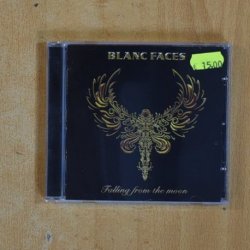 BLANC FACES
15,00
Falling from the moon